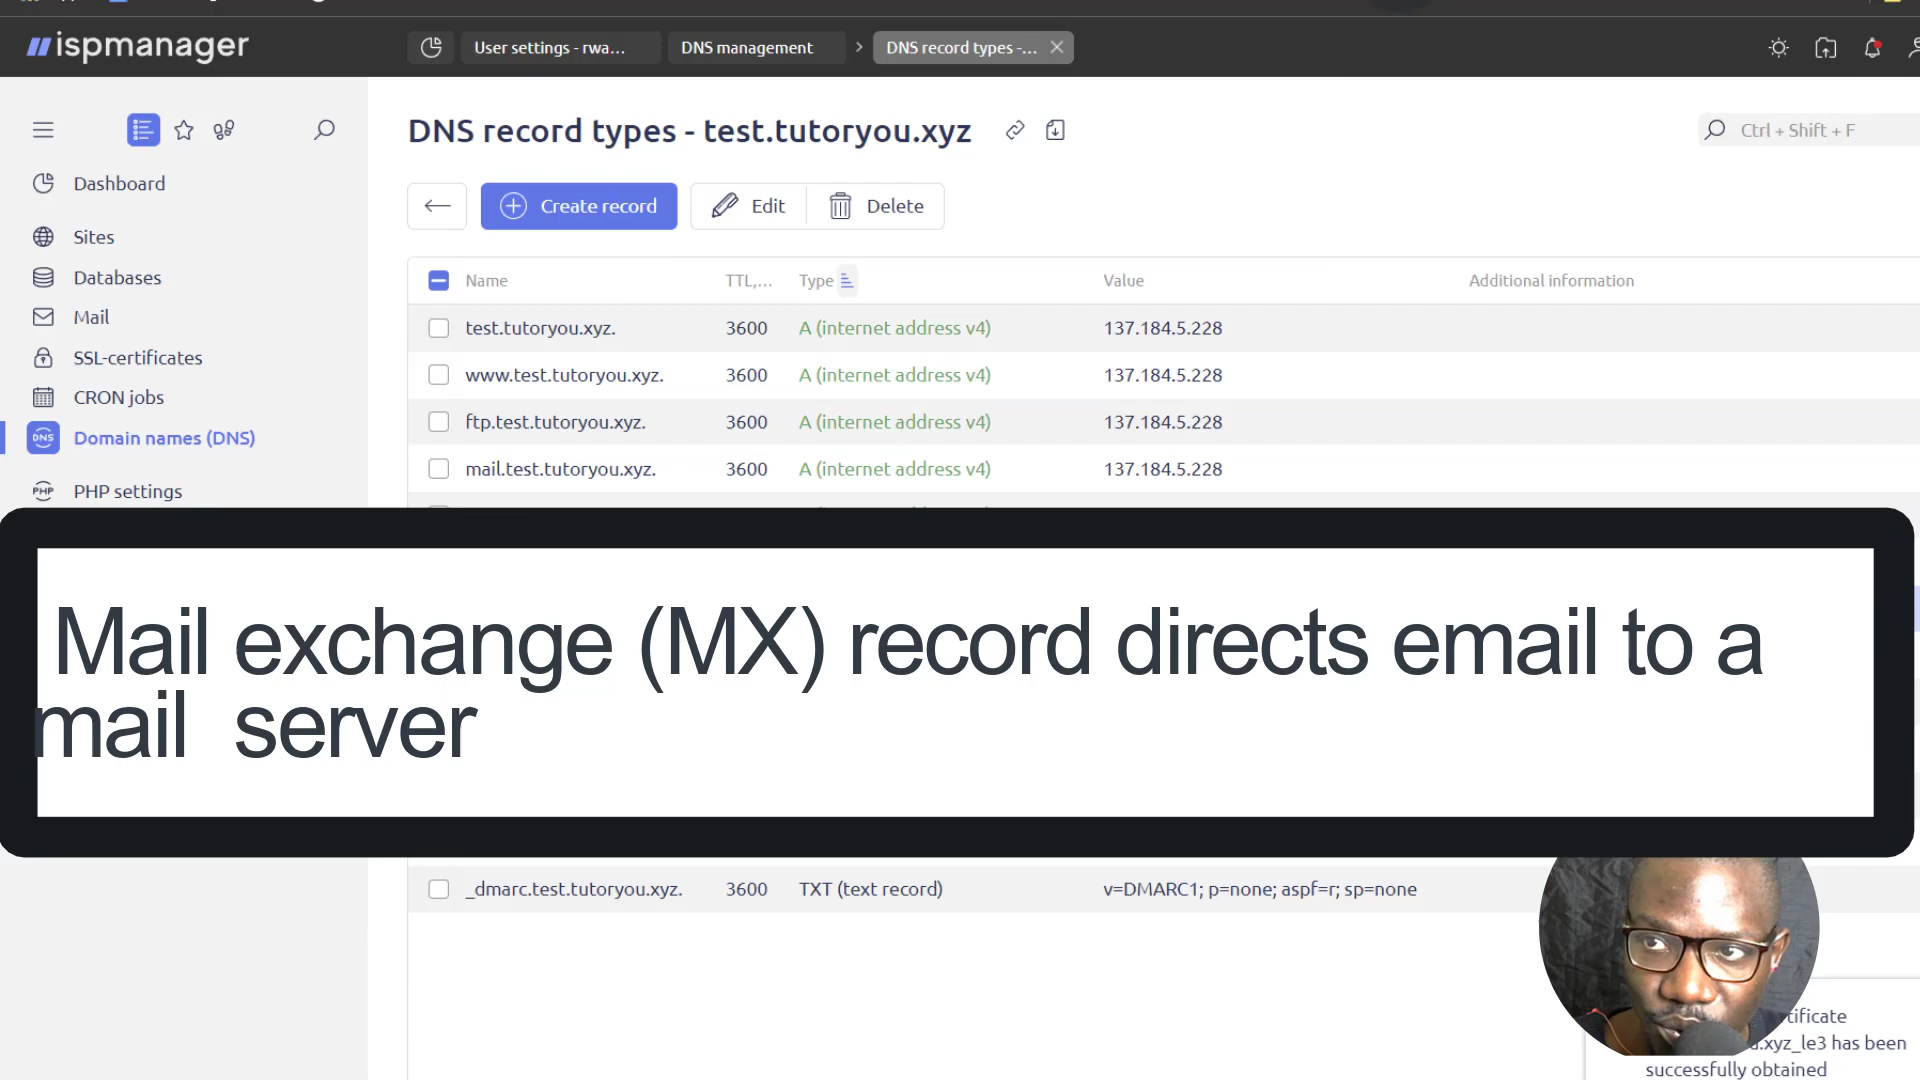 ispmanager
User settings - rwa...
DNS management
DNS record types -...
DNS record types - test.tutoryou.xyz
Ctrl + Shift + F
Create record
Edit
Delete
Dashboard
Sites
Databases
Mail
SSL-certificates
CRON jobs
DNS Domain names (DNS)
PHP PHP settings
Name TTL,... Type Value Additional information
test.tutoryou.xyz. 3600 A (internet address v4) 137.184.5.228
www.test.tutoryou.xyz. 3600 A (internet address v4) 137.184.5.228
ftp.test.tutoryou.xyz. 3600 A (internet address v4) 137.184.5.228
mail.test.tutoryou.xyz. 3600 A (internet address v4) 137.184.5.228
Mail exchange (MX) record directs email to a
mail server
_dmarc.test.tutoryou.xyz. 3600 TXT (text record) v=DMARC1; p=none; aspf=r; sp=none
.xyz_le3 has been
successfully obtained